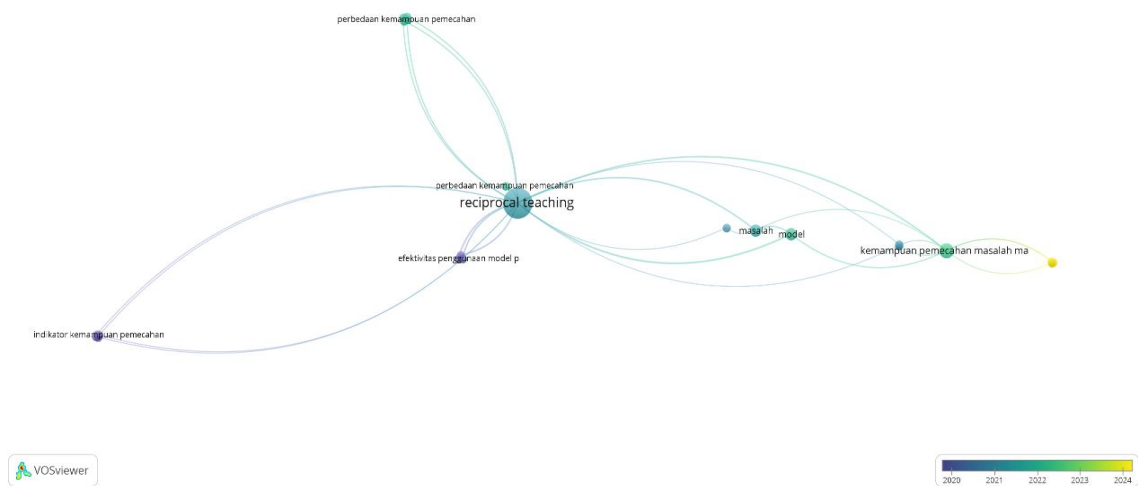 perbedaan kemampuan pemecahan
perbedaan kemampuan pemecahan
reciprocal teaching
masalah
model
kemampuan pemecahan masalah ma
efektivitas penggunaan model p
indikator kemampuan pemecahan
VOSviewer
2020 2021 2022 2023 2024